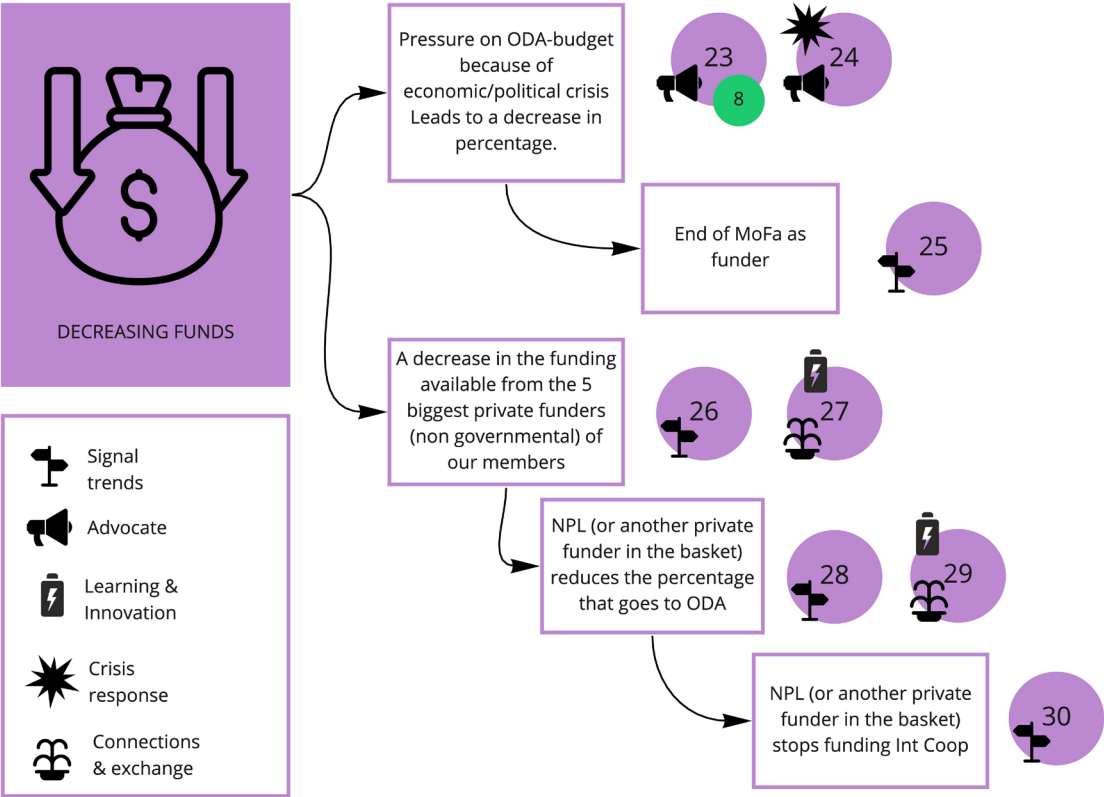 Pressure on ODA-budget
because of
economic/political crisis
Leads to a decrease in
percentage.
23
8
24
$
DECREASING FUNDS
End of MoFa as
funder
25
A decrease in the funding
available from the 5
biggest private funders
(non governmental) of
our members
26
27
NPL (or another private
funder in the basket)
reduces the percentage
that goes to ODA
28
29
NPL (or another private
funder in the basket)
stops funding Int Coop
30
Signal
trends
Advocate
Learning &
Innovation
Crisis
response
Connections
& exchange